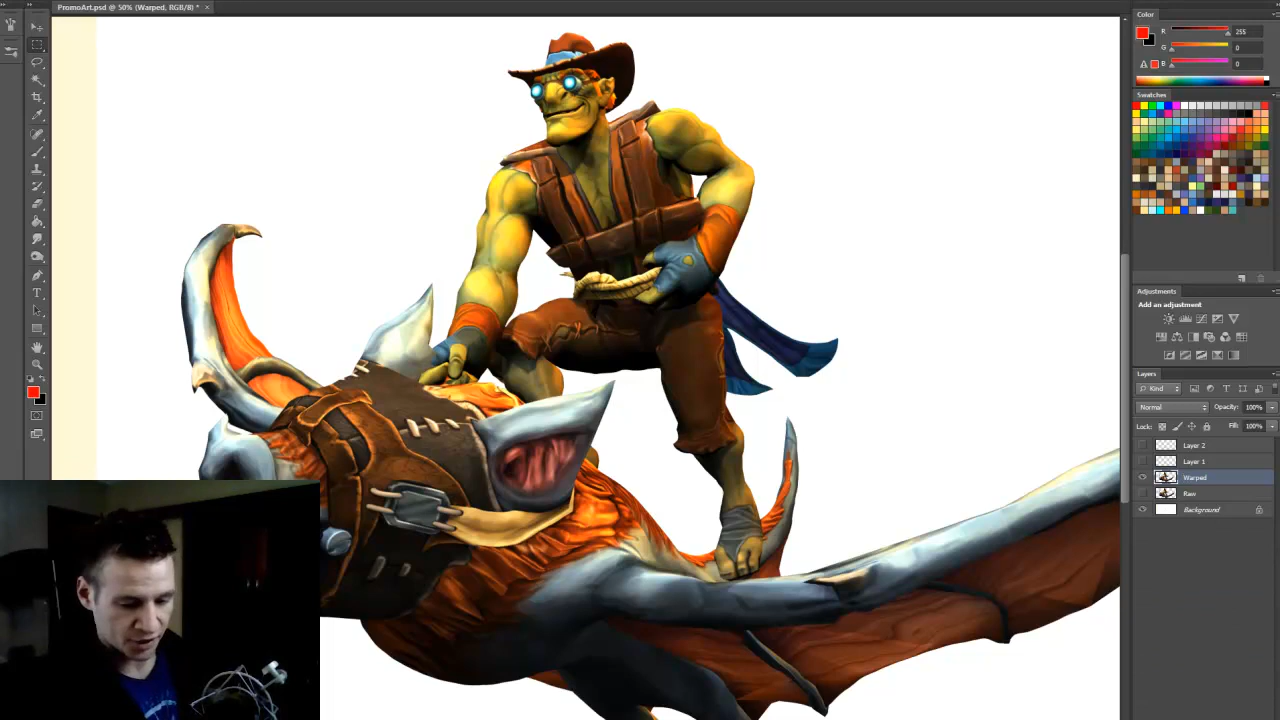 PromoArt.psd @ 50% (Warped, RGB/8) * ×
Color
R 255
G 0
B 0
Swatches
Adjustments
Add an adjustment
Layers
Kind
Normal Opacity: 100%
Lock: Fill: 100%
Layer 2
Layer 1
Warped
Raw
Background